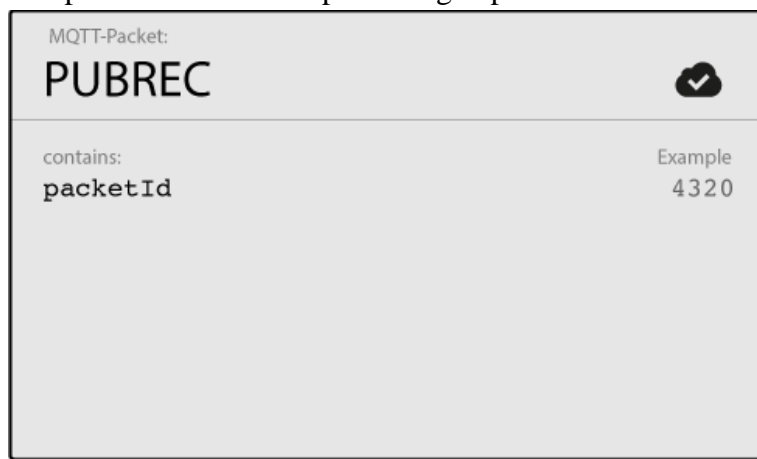 MQTT-Packet:
PUBREC
contains:
Example
packetId
4320